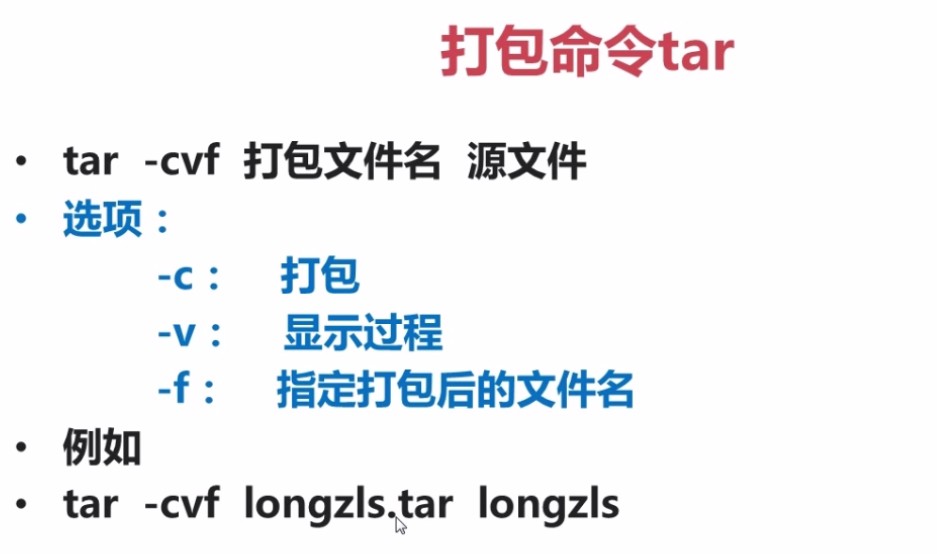 打包命令tar
• tar -cvf 打包文件名 源文件
• 选项：
-c： 打包
-v： 显示过程
-f： 指定打包后的文件名
• 例如
• tar -cvf longzls.tar longzls